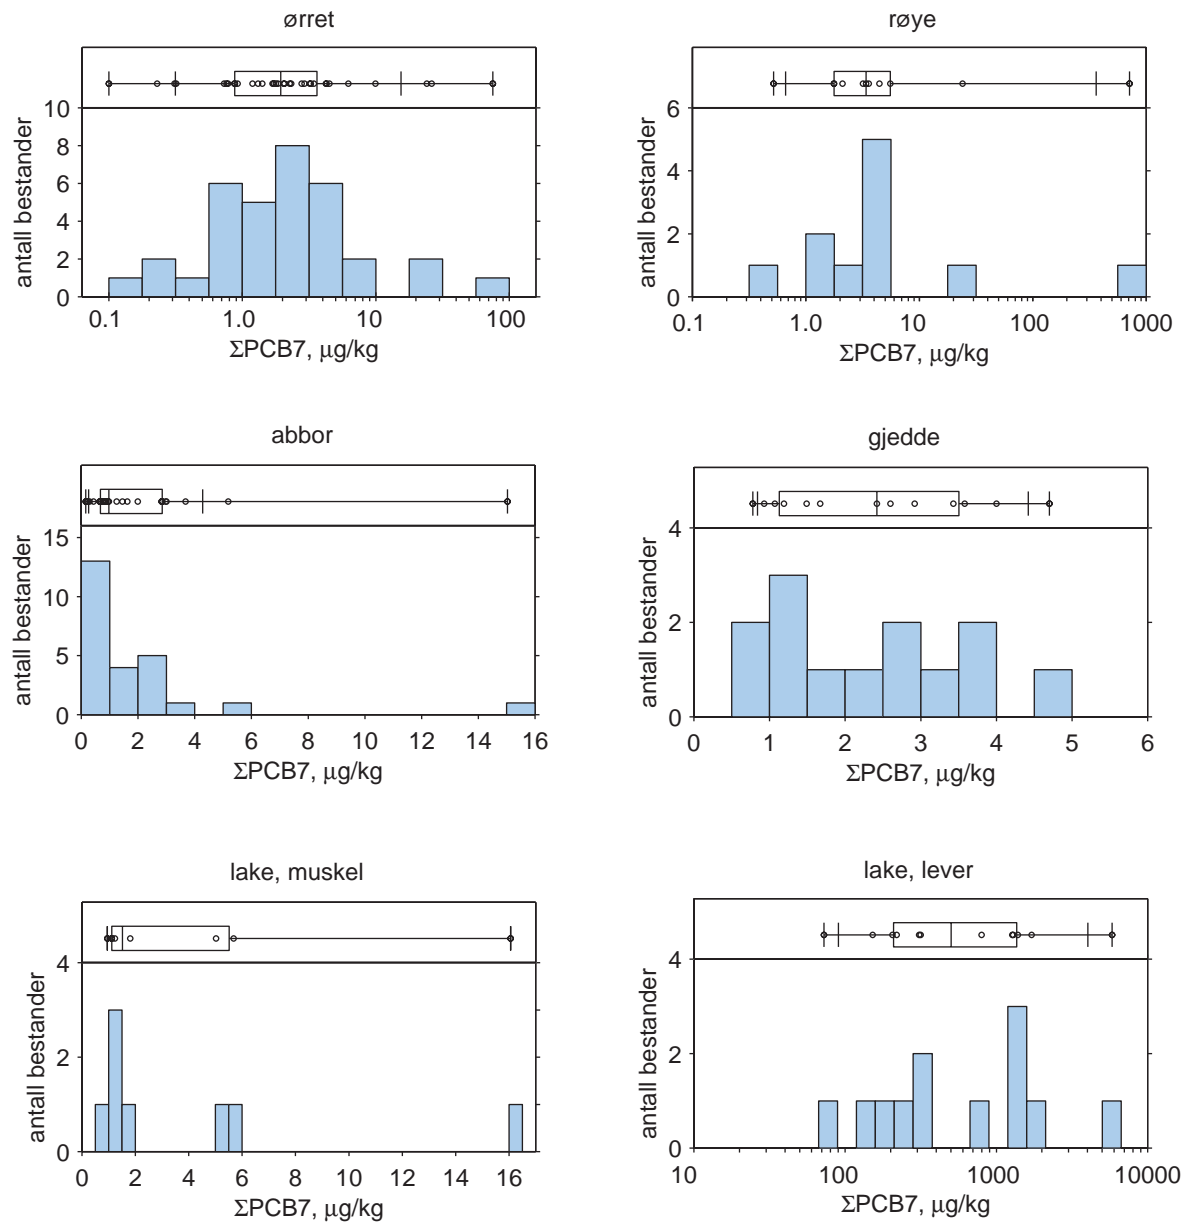 ørret
10
8
6
4
2
0
antall bestander
0.1 1.0 10 100
ΣPCB7, µg/kg
røye
6
4
2
0
antall bestander
0.1 1.0 10 100 1000
ΣPCB7, µg/kg
abbor
15
10
5
0
antall bestander
0 2 4 6 8 10 12 14 16
ΣPCB7, µg/kg
gjedde
4
2
0
antall bestander
0 1 2 3 4 5 6
ΣPCB7, µg/kg
lake, muskel
4
2
0
antall bestander
0 2 4 6 8 10 12 14 16
ΣPCB7, µg/kg
lake, lever
4
2
0
antall bestander
10 100 1000 10000
ΣPCB7, µg/kg